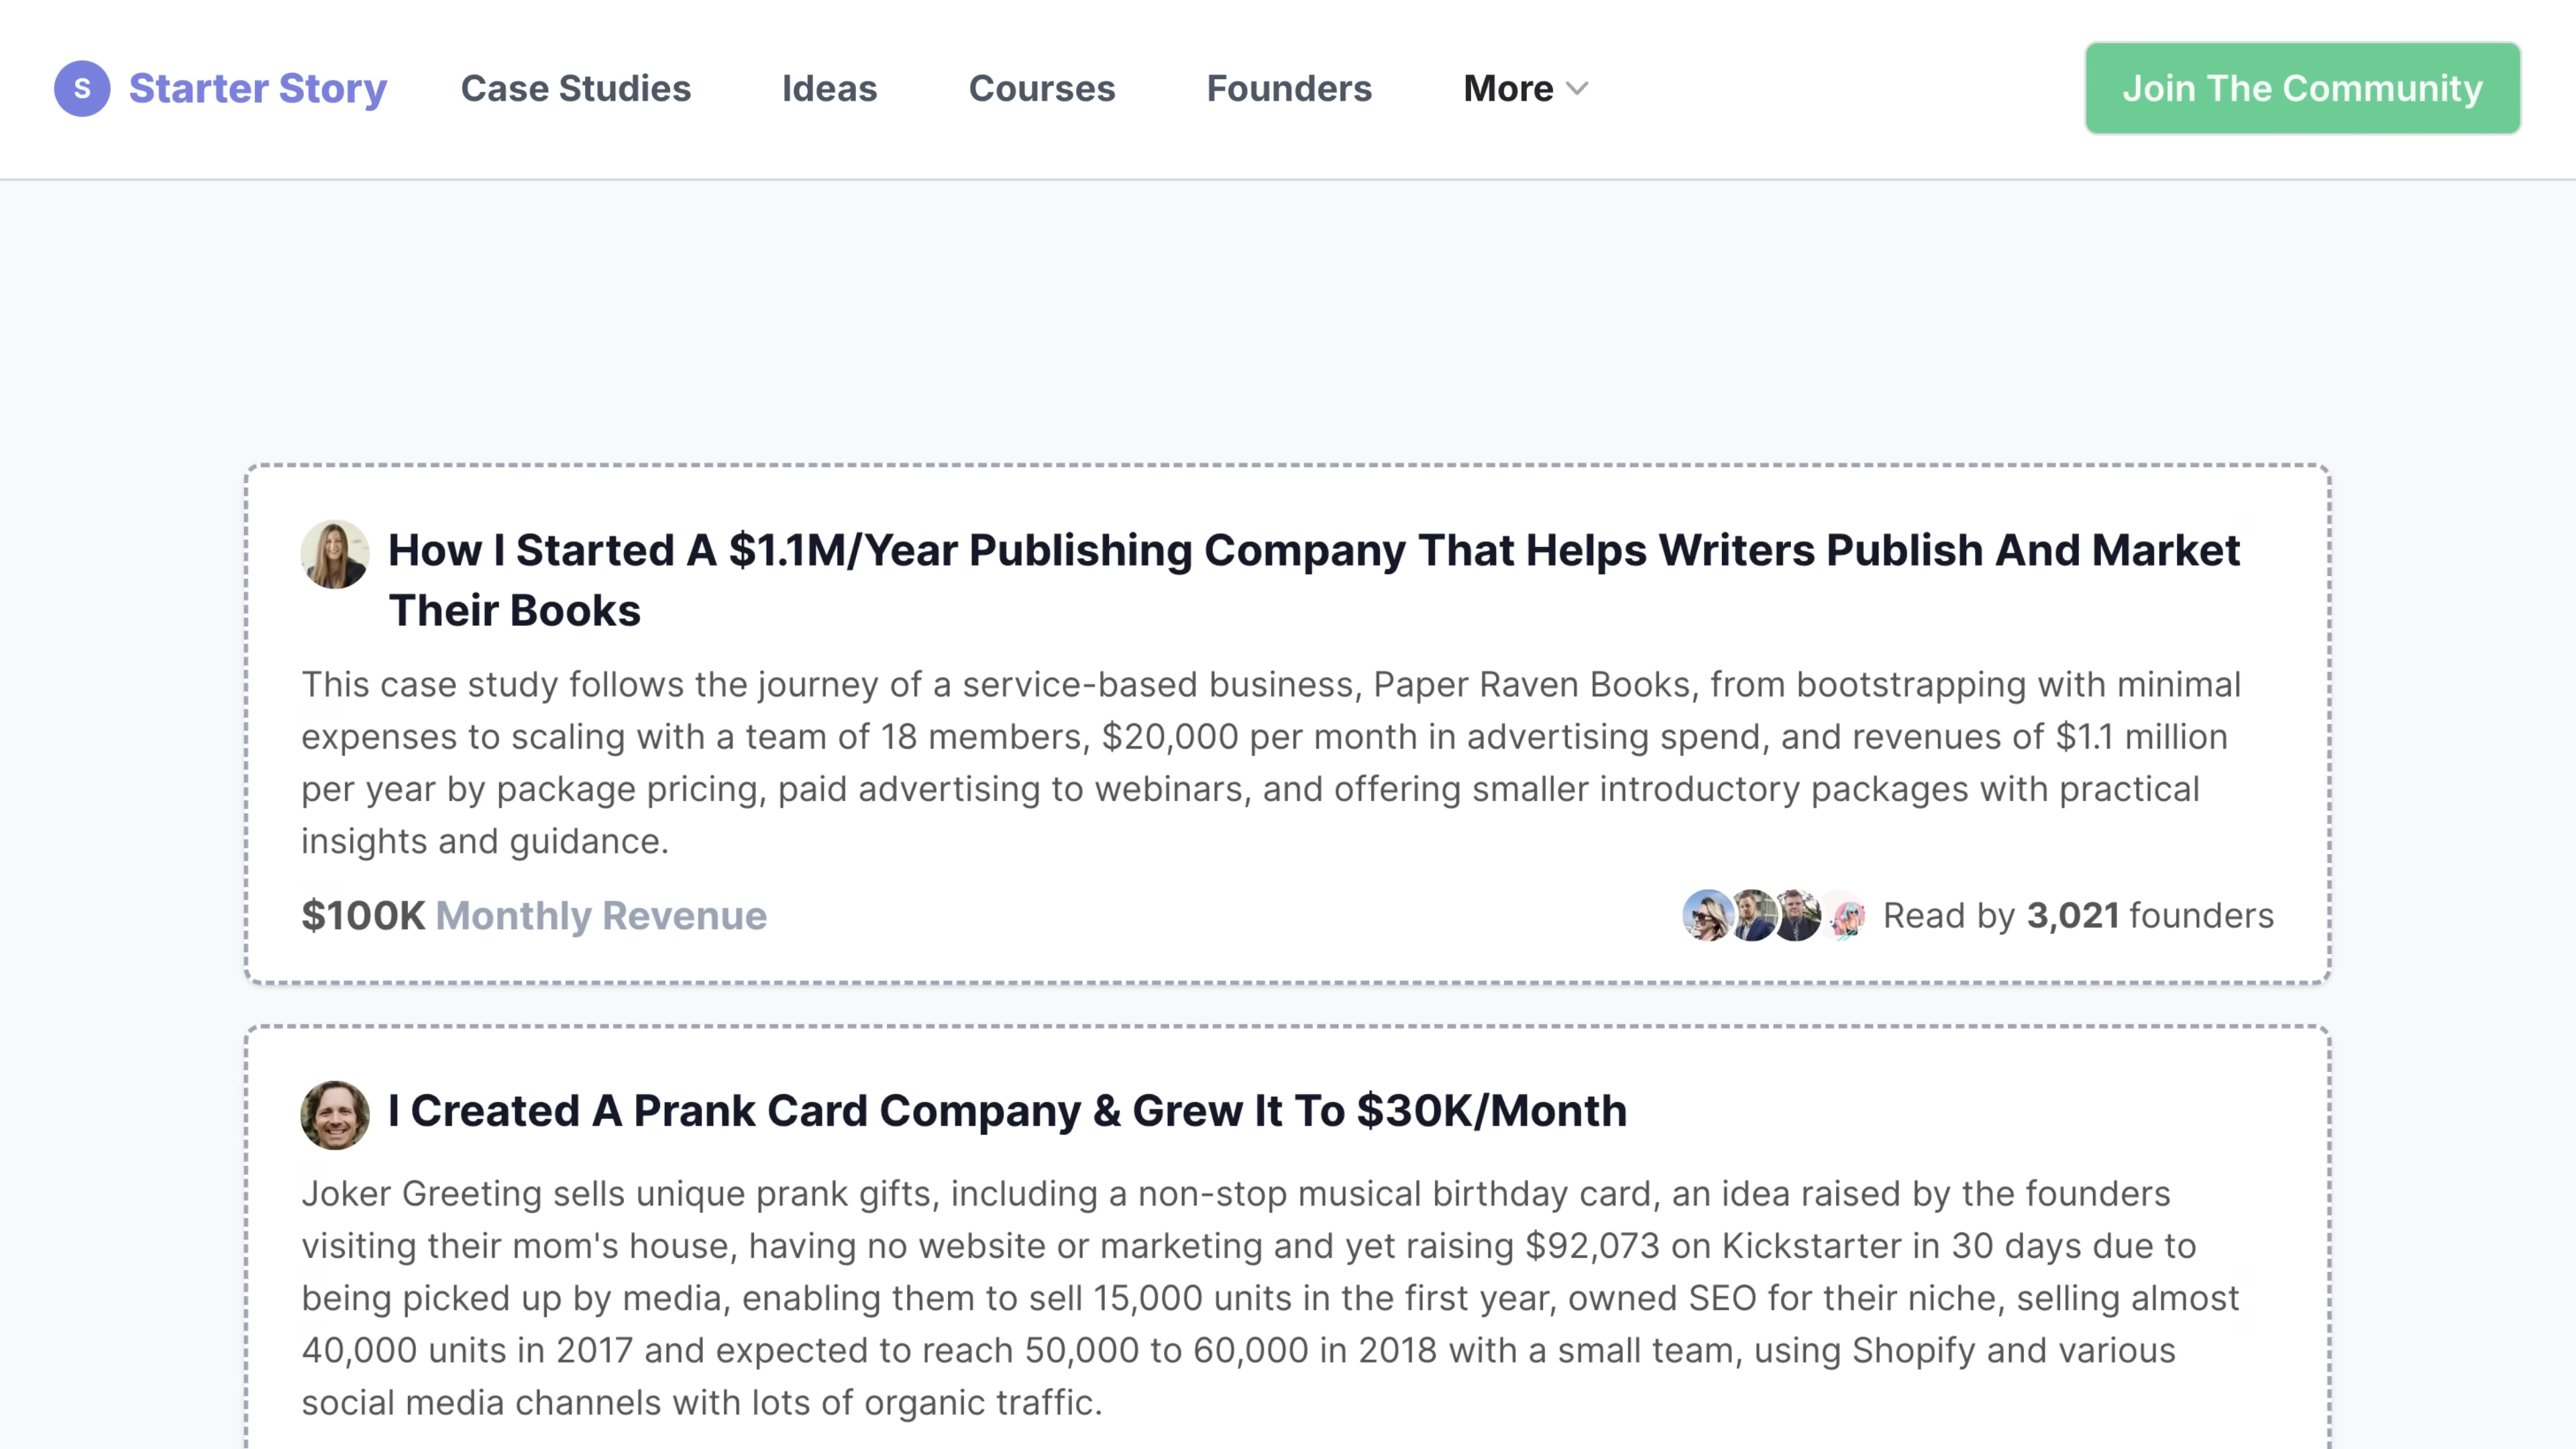 S Starter Story Case Studies Ideas Courses Founders More Join The Community
How I Started A $1.1M/Year Publishing Company That Helps Writers Publish And Market
Their Books
This case study follows the journey of a service-based business, Paper Raven Books, from bootstrapping with minimal
expenses to scaling with a team of 18 members, $20,000 per month in advertising spend, and revenues of $1.1 million
per year by package pricing, paid advertising to webinars, and offering smaller introductory packages with practical
insights and guidance.
$100K Monthly Revenue Read by 3,021 founders
I Created A Prank Card Company & Grew It To $30K/Month
Joker Greeting sells unique prank gifts, including a non-stop musical birthday card, an idea raised by the founders
visiting their mom's house, having no website or marketing and yet raising $92,073 on Kickstarter in 30 days due to
being picked up by media, enabling them to sell 15,000 units in the first year, owned SEO for their niche, selling almost
40,000 units in 2017 and expected to reach 50,000 to 60,000 in 2018 with a small team, using Shopify and various
social media channels with lots of organic traffic.